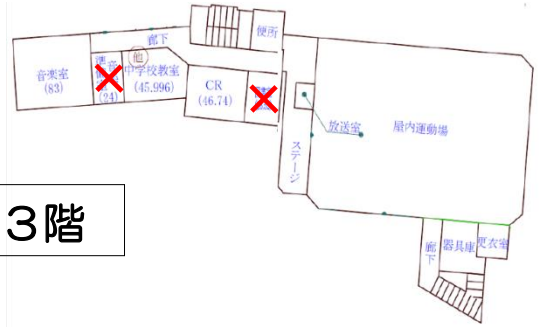 便所
廊下
他
音楽室
(83)
(24)
中学校教室
(45.996)
CR
(46.74)
放送室
屋内運動場
ステージ
3階
廊下
器具庫
更衣室